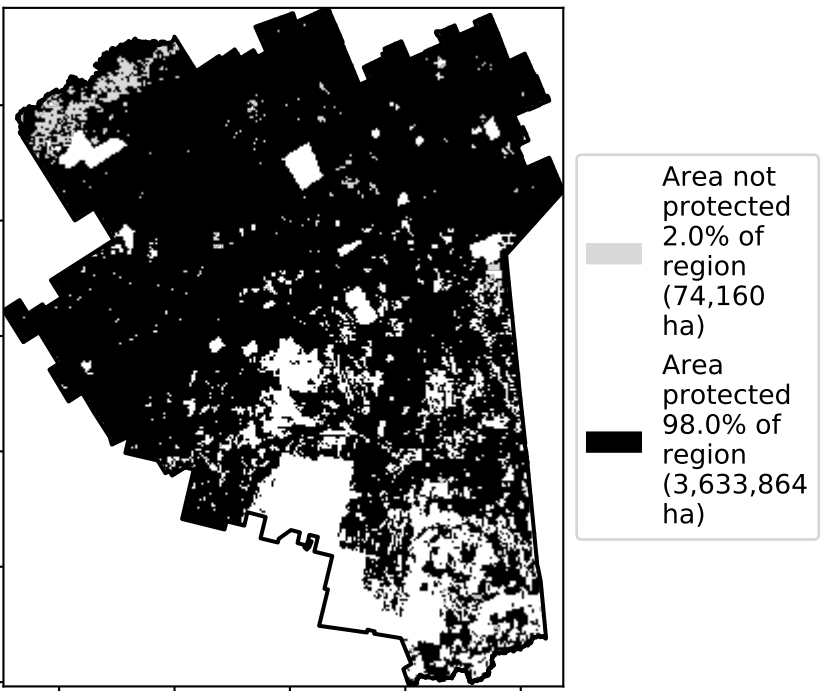 Area not
protected
2.0% of
region
(74,160
ha)
Area
protected
98.0% of
region
(3,633,864
ha)